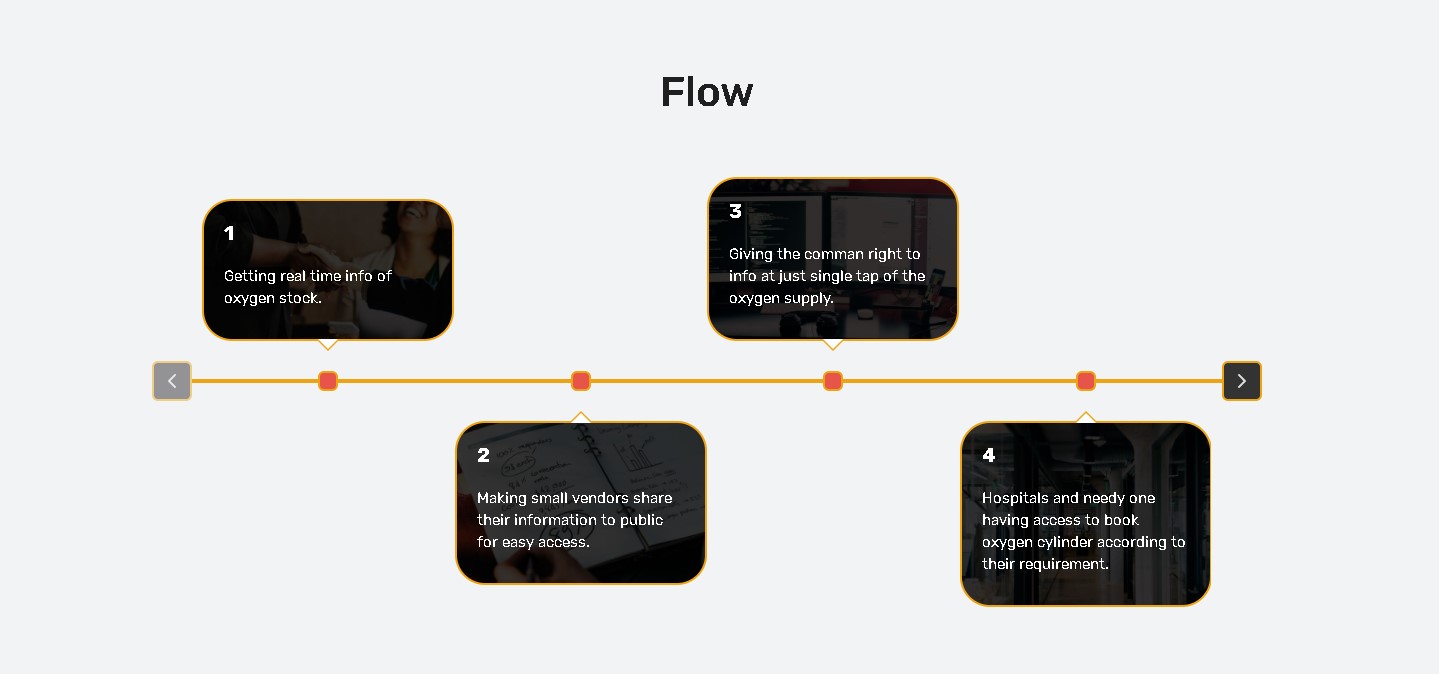 Flow
1
Getting real time info of
oxygen stock.
2
Making small vendors share
their information to public
for easy access.
3
Giving the comman right to
info at just single tap of the
oxygen supply.
4
Hospitals and needy one
having access to book
oxygen cylinder according to
their requirement.